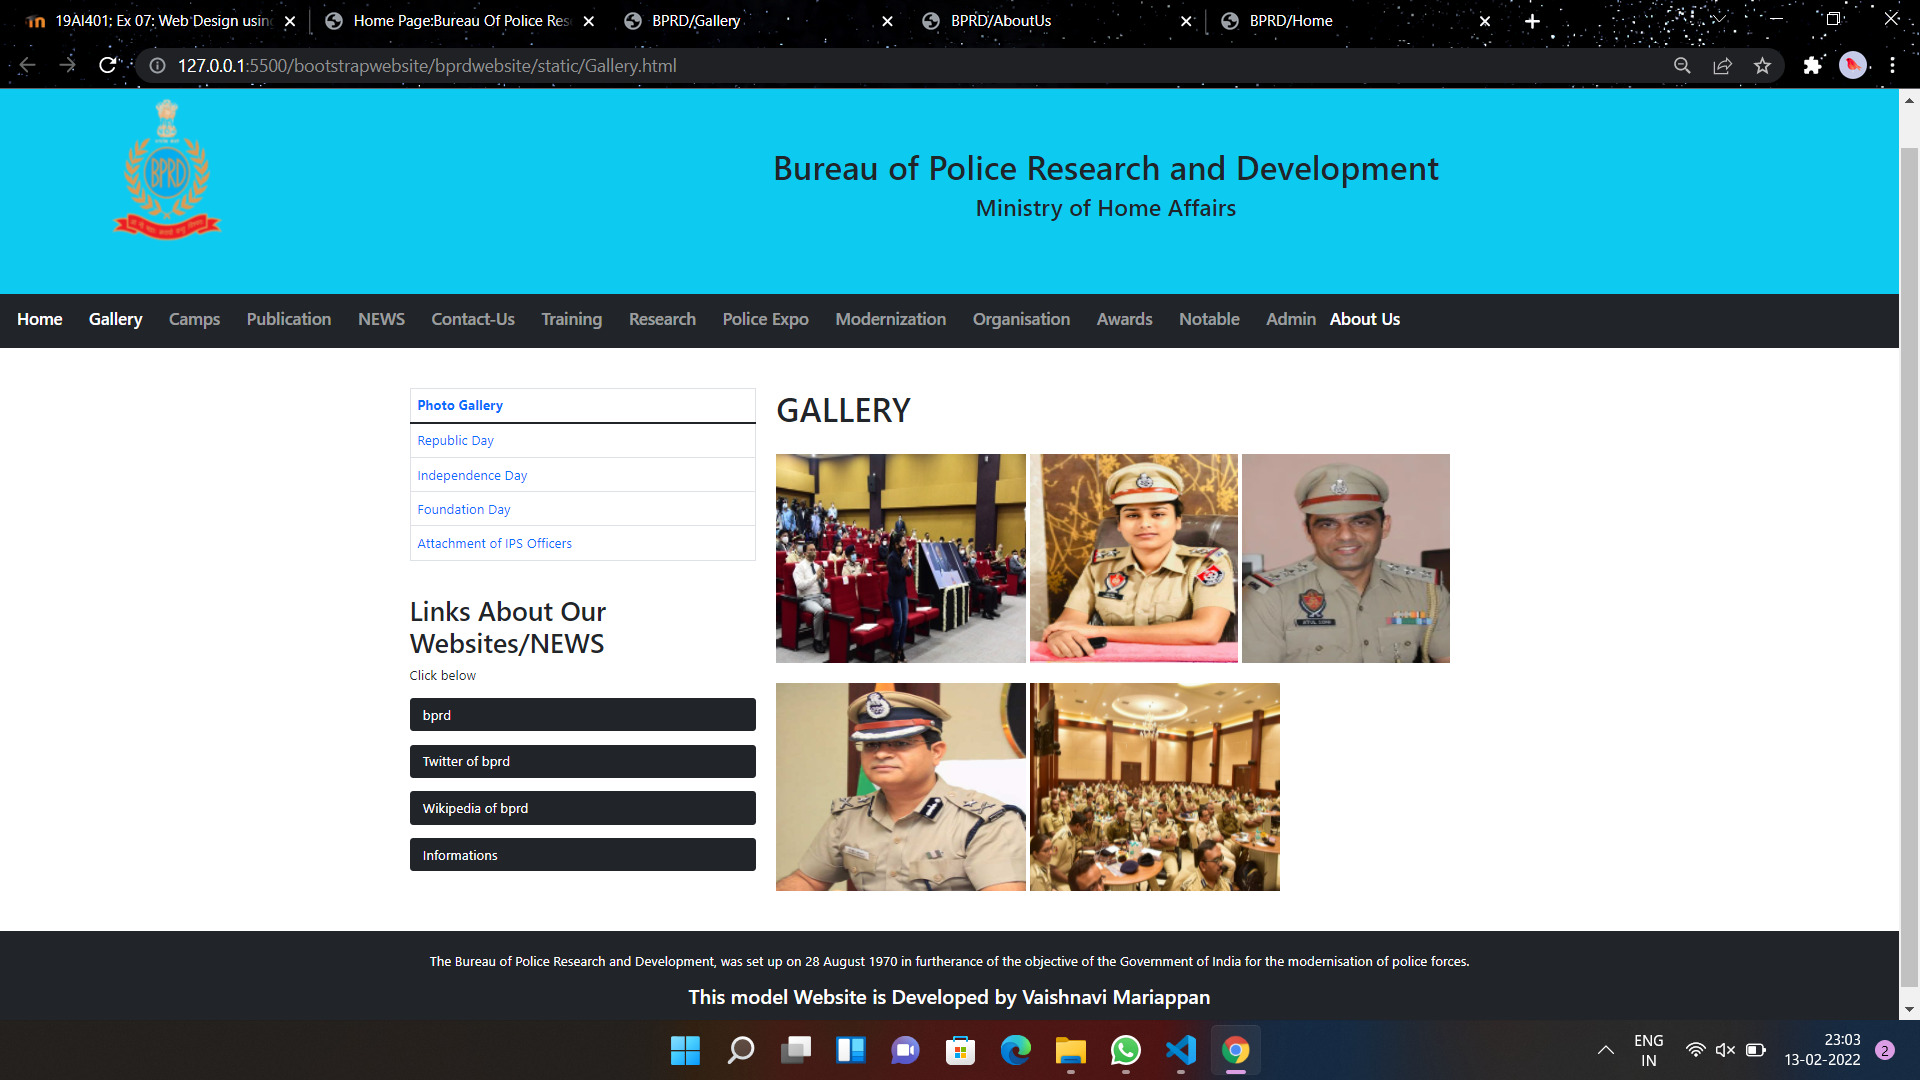 19AI401; Ex 07: Web Design usin
Home Page:Bureau Of Police Res
BPRD/Gallery
BPRD/AboutUs
BPRD/Home
127.0.0.1:5500/bootstrapwebsite/bprdwebsite/static/Gallery.html
BPRD
Bureau of Police Research and Development
Ministry of Home Affairs
Home Gallery Camps Publication NEWS Contact-Us Training Research Police Expo Modernization Organisation Awards Notable Admin About Us
Photo Gallery
Republic Day
Independence Day
Foundation Day
Attachment of IPS Officers
GALLERY
Links About Our
Websites/NEWS
Click below
bprd
Twitter of bprd
Wikipedia of bprd
Informations
The Bureau of Police Research and Development, was set up on 28 August 1970 in furtherance of the objective of the Government of India for the modernisation of police forces.
This model Website is Developed by Vaishnavi Mariappan
ENG
IN
23:03
13-02-2022
2